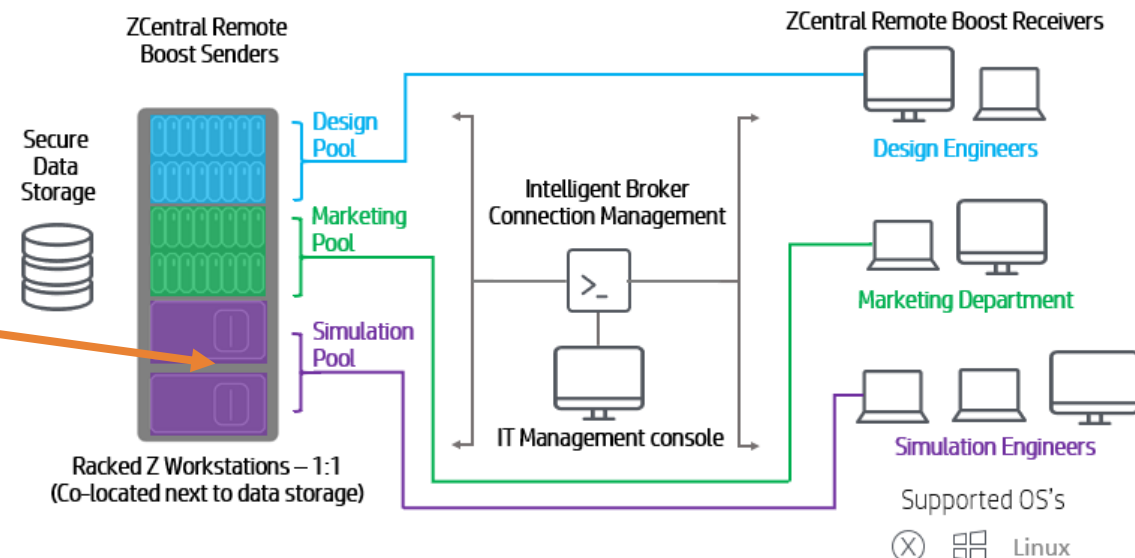 ZCentral Remote
Boost Senders
ZCentral Remote Boost Receivers
Secure
Data
Storage
Design
Pool
Marketing
Pool
Simulation
Pool
Intelligent Broker
Connection Management
>_
IT Management console
Design Engineers
Marketing Department
Simulation Engineers
Racked Z Workstations – 1:1
(Co-located next to data storage)
Supported OS's
X
Linux